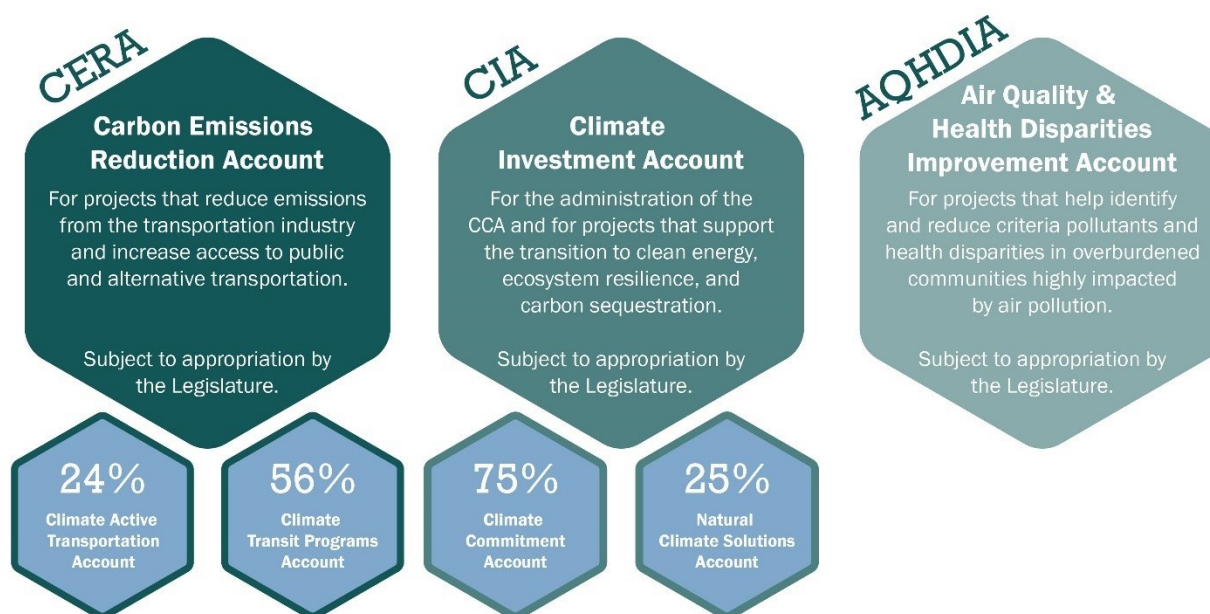 CERA
Carbon Emissions
Reduction Account
For projects that reduce emissions
from the transportation industry
and increase access to public
and alternative transportation.
Subject to appropriation by
the Legislature.
24%
Climate Active
Transportation
Account
56%
Climate
Transit Programs
Account
CIA
Climate
Investment Account
For the administration of the
CCA and for projects that support
the transition to clean energy,
ecosystem resilience, and
carbon sequestration.
Subject to appropriation by
the Legislature.
75%
Climate
Commitment
Account
25%
Natural
Climate Solutions
Account
AQHDIA
Air Quality &
Health Disparities
Improvement Account
For projects that help identify
and reduce criteria pollutants and
health disparities in overburdened
communities highly impacted
by air pollution.
Subject to appropriation by
the Legislature.